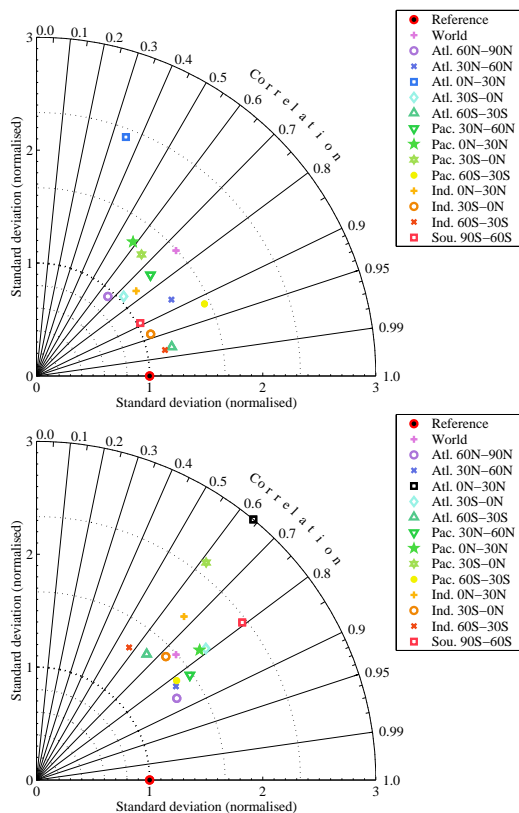 3
2
1
0
Standard deviation (normalised)
0.0
0.1
0.2
0.3
0.4
0.5
0.6
0.7
0.8
0.9
0.95
0.99
1.0
Correlation
0
1
2
3
Standard deviation (normalised)
Reference
World
Atl. 60N−90N
Atl. 30N−60N
Atl. 0N−30N
Atl. 30S−0N
Atl. 60S−30S
Pac. 30N−60N
Pac. 0N−30N
Pac. 30S−0N
Pac. 60S−30S
Ind. 0N−30N
Ind. 30S−0N
Ind. 60S−30S
Sou. 90S−60S
3
2
1
0
Standard deviation (normalised)
0.0
0.1
0.2
0.3
0.4
0.5
0.6
0.7
0.8
0.9
0.95
0.99
1.0
Correlation
0
1
2
3
Standard deviation (normalised)
Reference
World
Atl. 60N−90N
Atl. 30N−60N
Atl. 0N−30N
Atl. 30S−0N
Atl. 60S−30S
Pac. 30N−60N
Pac. 0N−30N
Pac. 30S−0N
Pac. 60S−30S
Ind. 0N−30N
Ind. 30S−0N
Ind. 60S−30S
Sou. 90S−60S